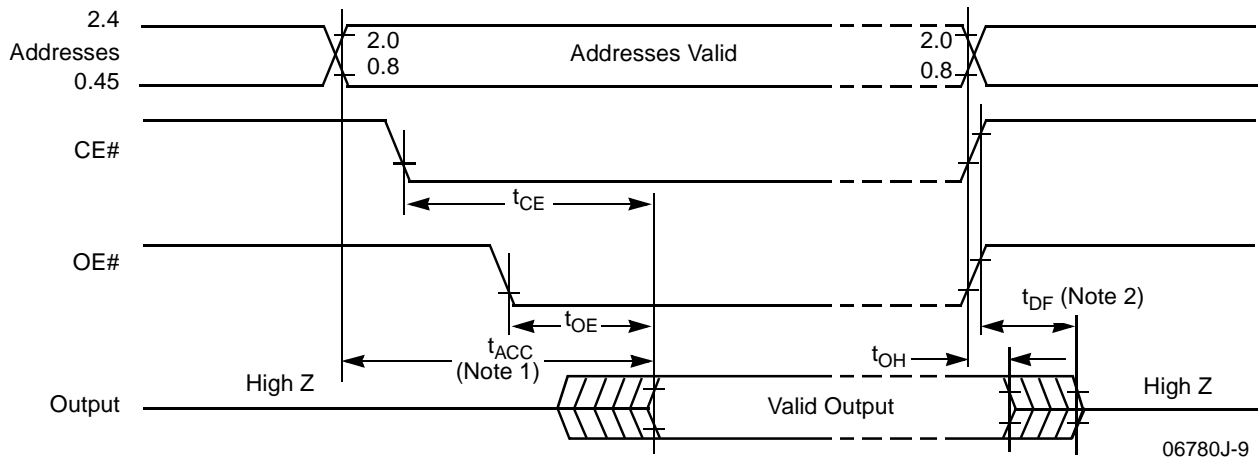 2.4
Addresses
0.45
2.0
0.8
Addresses Valid
2.0
0.8
CE#
tCE
OE#
tOE
tDF (Note 2)
tACC
(Note 1)
tOH
High Z
High Z
Output
Valid Output
06780J-9